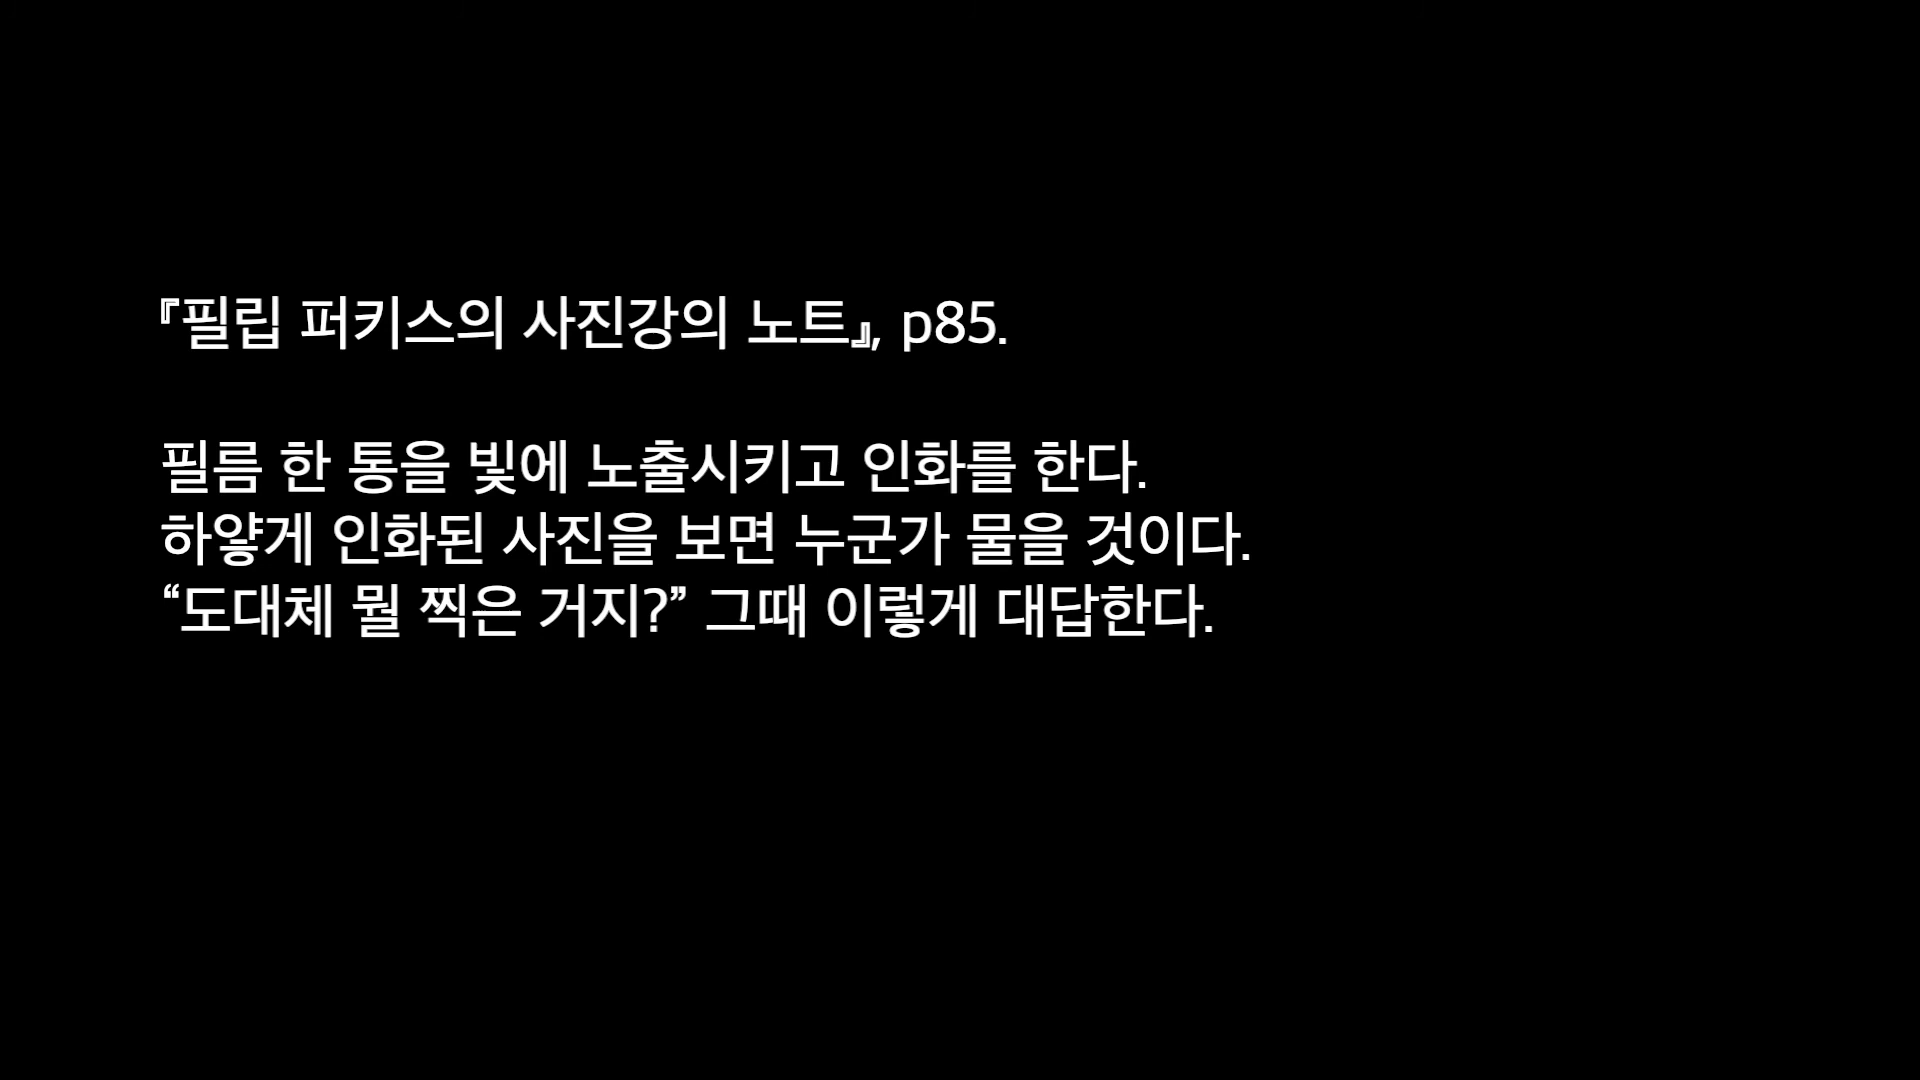 『필립 퍼키스의 사진강의 노트』, p85.
필름 한 통을 빛에 노출시키고 인화를 한다.
하얗게 인화된 사진을 보면 누군가 물을 것이다.
“도대체 뭘 찍은 거지?” 그때 이렇게 대답한다.